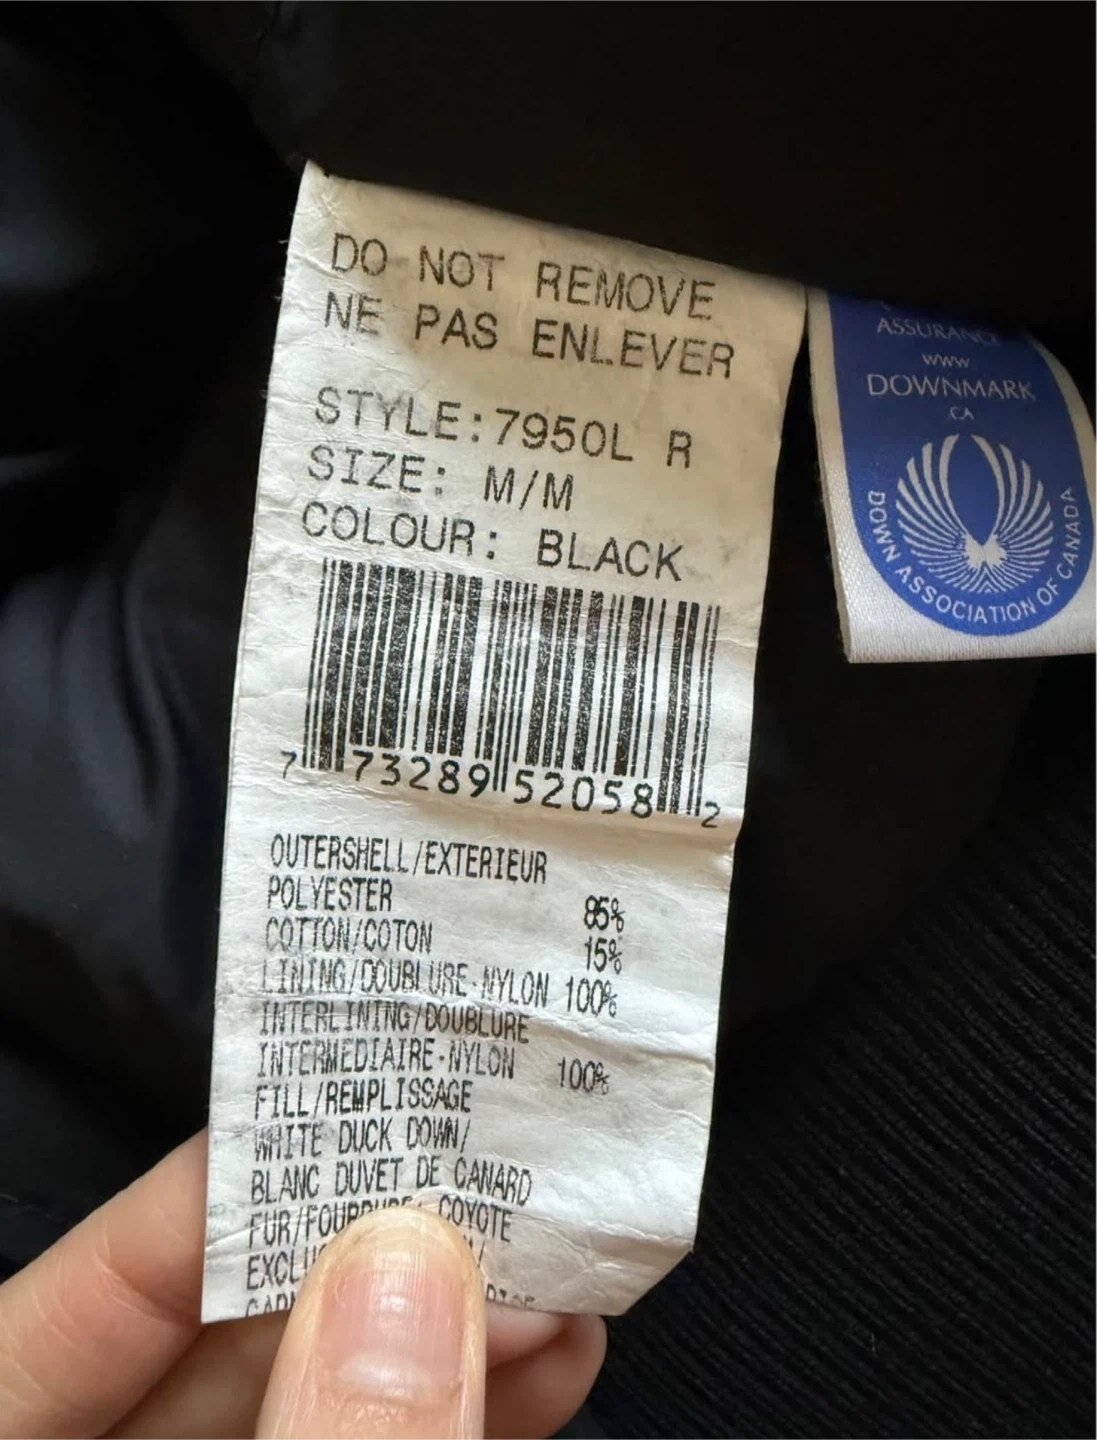 DO NOT REMOVE
NE PAS ENLEVER
STYLE:7950L R
SIZE: M/M
COLOUR: BLACK
7 73289 52058 2
OUTERSHELL/EXTERIEUR
POLYESTER 85%
COTTON/COTON 15%
LINING/DOUBLURE-NYLON 100%
INTERLINING/DOUBLURE
INTERMEDIAIRE-NYLON 100%
FILL/REMPLISSAGE
WHITE DUCK DOWN/
BLANC DUVET DE CANARD
FUR/FOURRURE: COYOTE
ASSURANCE
www
DOWNMARK
.CA
DOWN ASSOCIATION OF CANADA